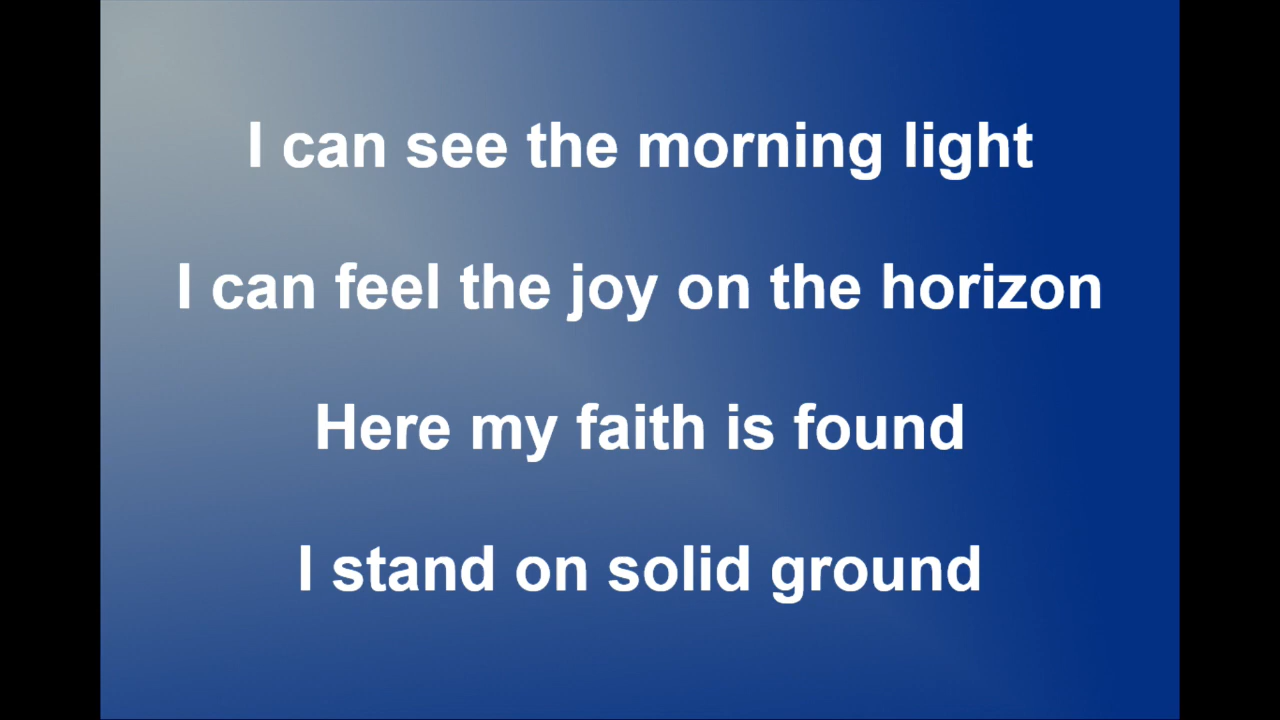 I can see the morning light
I can feel the joy on the horizon
Here my faith is found
I stand on solid ground